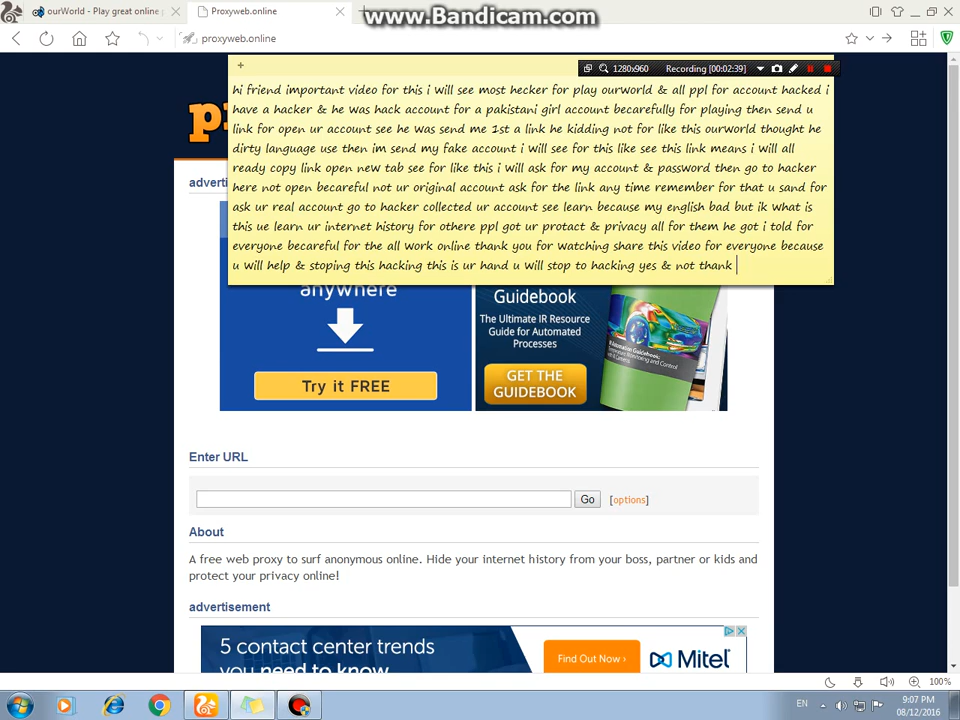 www.Bandicam.com
ourWorld - Play great online p
Proxyweb.online
proxyweb.online
1280x960 Recording [00:02:39]
hi friend important video for this i will see most hecker for play ourworld & all ppl for account hacked i
have a hacker & he was hack account for a pakistani girl account becarefully for playing then send u
link for open ur account see he was send me 1st a link he kidding not for like this ourworld thought he
dirty language use then im send my fake account i will see for this like see this link means i will all
ready copy link open new tab see for like this i will ask for my account & password then go to hacker
here not open becareful not ur original account ask for the link any time remember for that u sand for
ask ur real account go to hacker collected ur account see learn because my english bad but ik what is
this ue learn ur internet history for othere ppl got ur protact & privacy all for them he got i told for
everyone becareful for the all work online thank you for watching share this video for everyone because
u will help & stoping this hacking this is ur hand u will stop to hacking yes & not thank
p
adverti
anywhere
Try it FREE
Guidebook
The Ultimate IR Resource
Guide for Automated
Processes
GET THE
GUIDEBOOK
Enter URL
Go [options]
About
A free web proxy to surf anonymous online. Hide your internet history from your boss, partner or kids and
protect your privacy online!
advertisement
5 contact center trends
you need to know
Find Out Now ›
Mitel
100%
EN
9:07 PM
08/12/2016